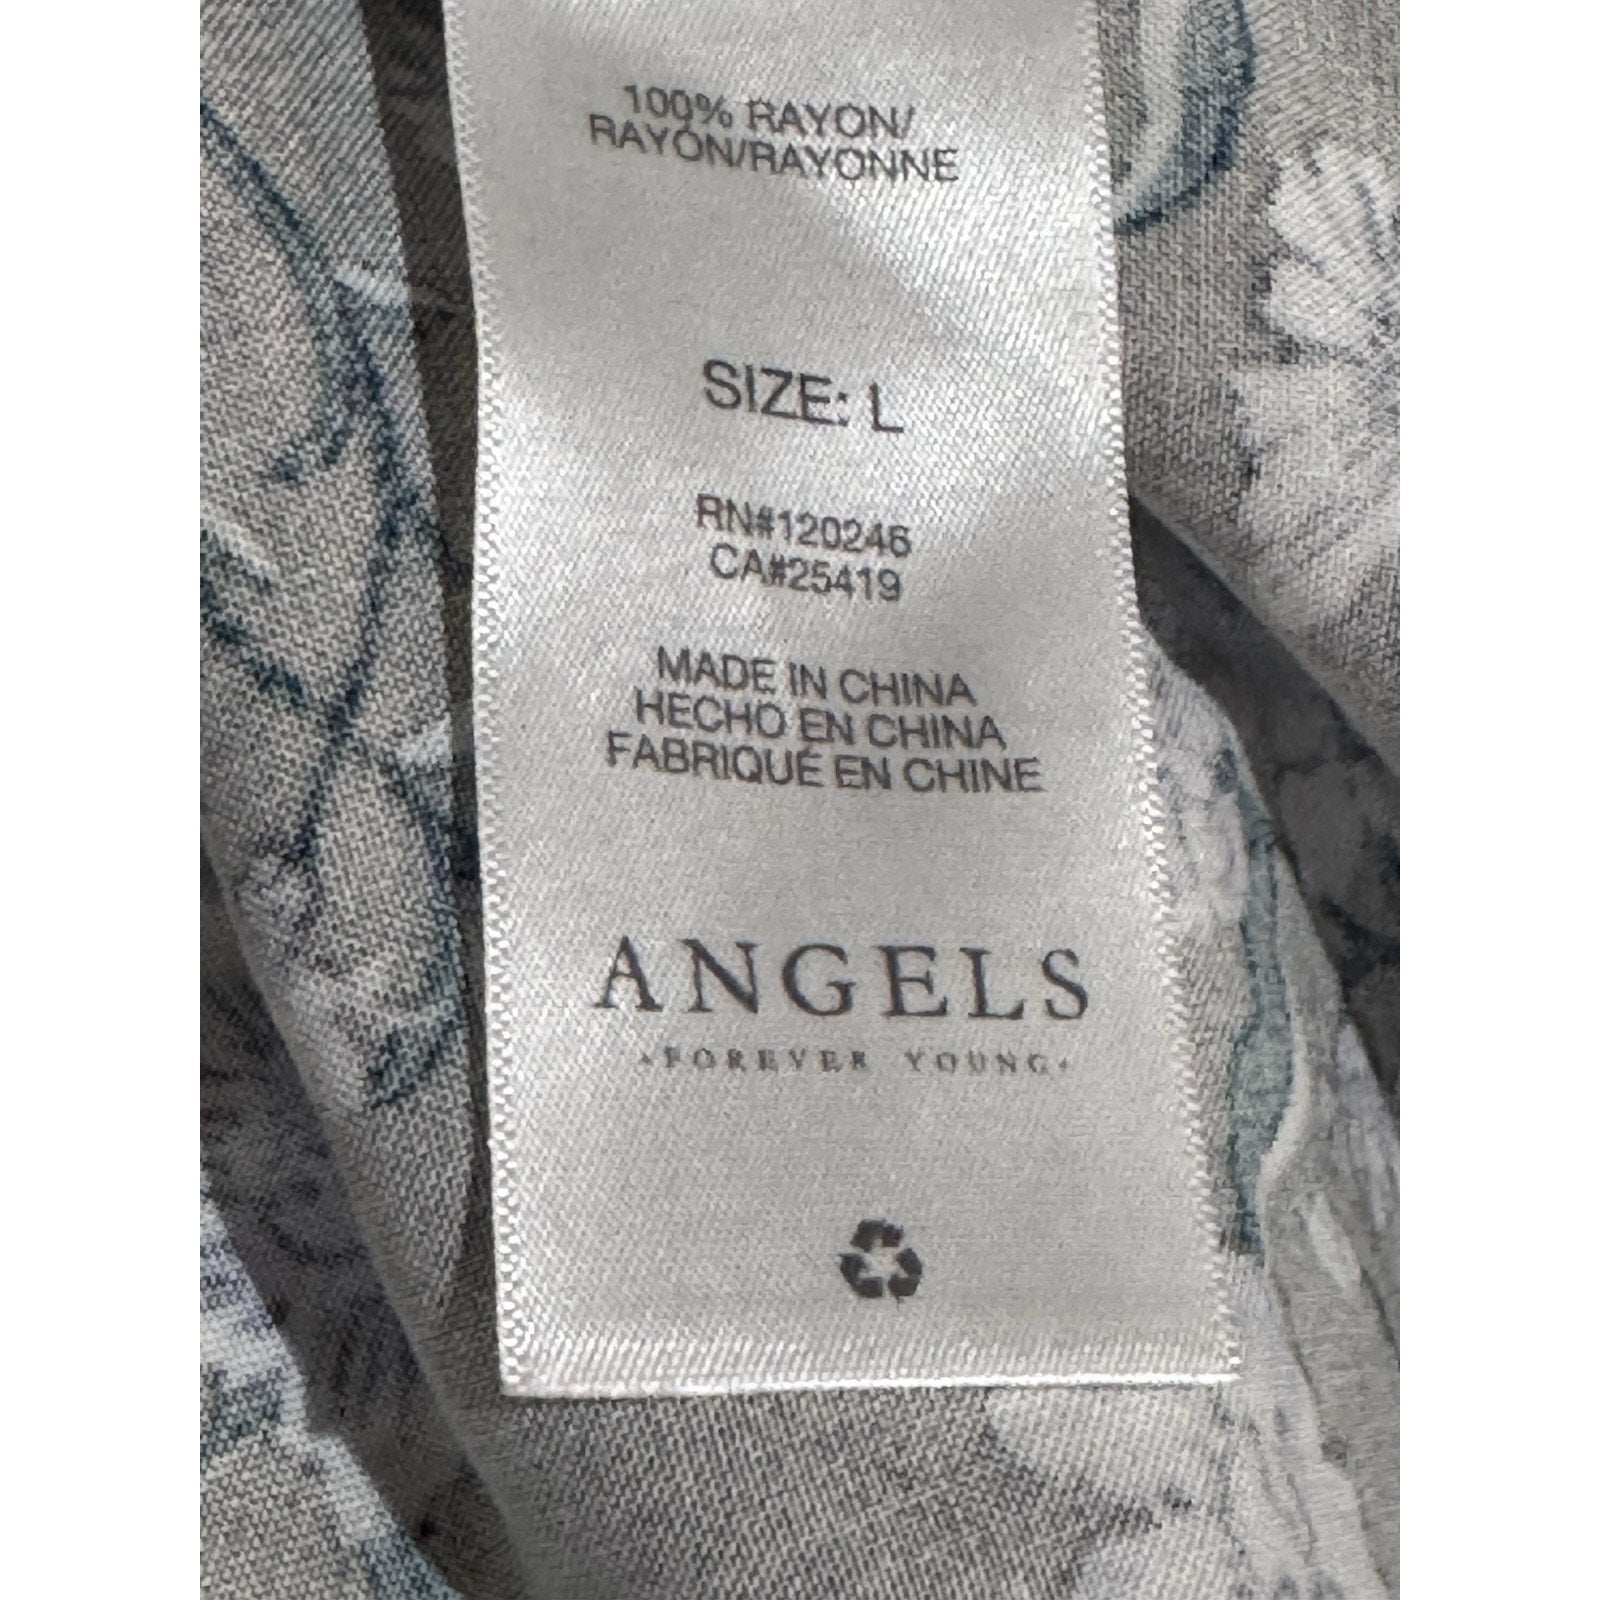 100% RAYON/
RAYÓN/RAYONNE
SIZE: L
RN#120246
CA#25419
MADE IN CHINA
HECHO EN CHINA
FABRIQUÉ EN CHINE
ANGELS
•FOREVER YOUNG•